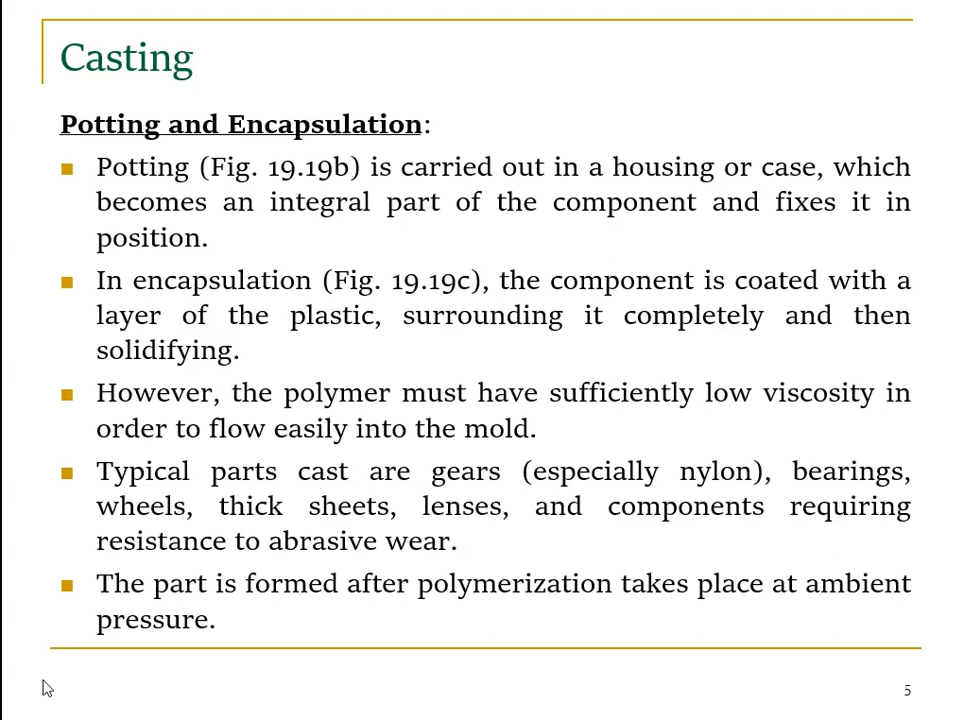 Casting
Potting and Encapsulation:
Potting (Fig. 19.19b) is carried out in a housing or case, which
becomes an integral part of the component and fixes it in
position.
In encapsulation (Fig. 19.19c), the component is coated with a
layer of the plastic, surrounding it completely and then
solidifying.
However, the polymer must have sufficiently low viscosity in
order to flow easily into the mold.
Typical parts cast are gears (especially nylon), bearings,
wheels, thick sheets, lenses, and components requiring
resistance to abrasive wear.
The part is formed after polymerization takes place at ambient
pressure.
5